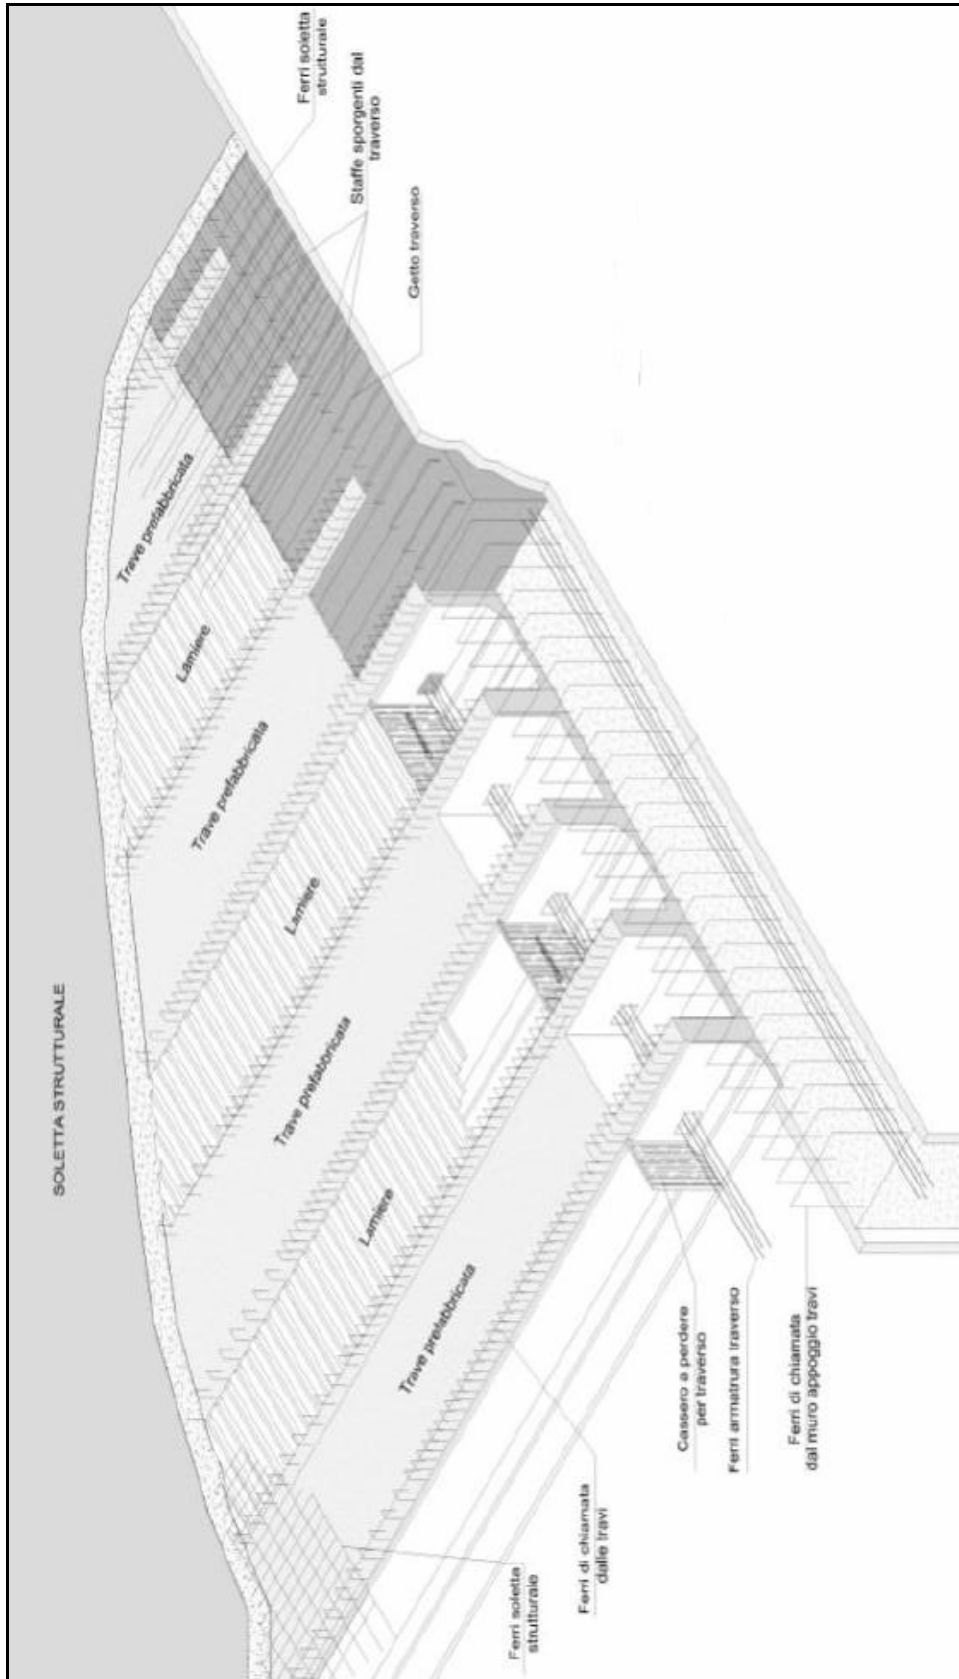 SOLETTA STRUTTURALE
Ferri soletta
strutturale
Staffe sporgenti dal
traverso
Getto traverso
Trave prefabbricata
Lamiere
Trave prefabbricata
Lamiere
Trave prefabbricata
Lamiere
Trave prefabbricata
Ferri soletta
strutturale
Ferri di chiamata
dalle travi
Cassero a perdere
per traverso
Ferri armatrura traverso
Ferri di chiamata
dal muro appoggio travi